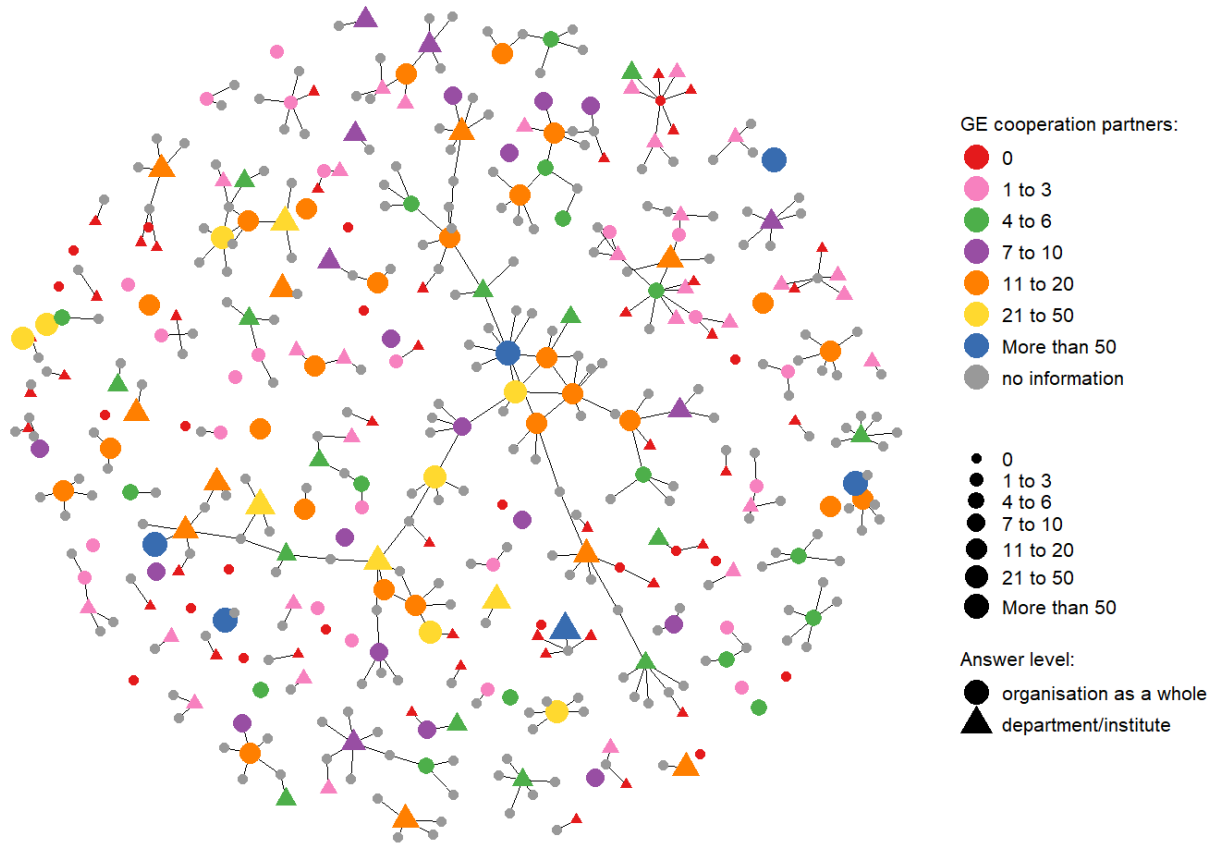 GE cooperation partners:
0
1 to 3
4 to 6
7 to 10
11 to 20
21 to 50
More than 50
no information
0
1 to 3
4 to 6
7 to 10
11 to 20
21 to 50
More than 50
Answer level:
organisation as a whole
department/institute